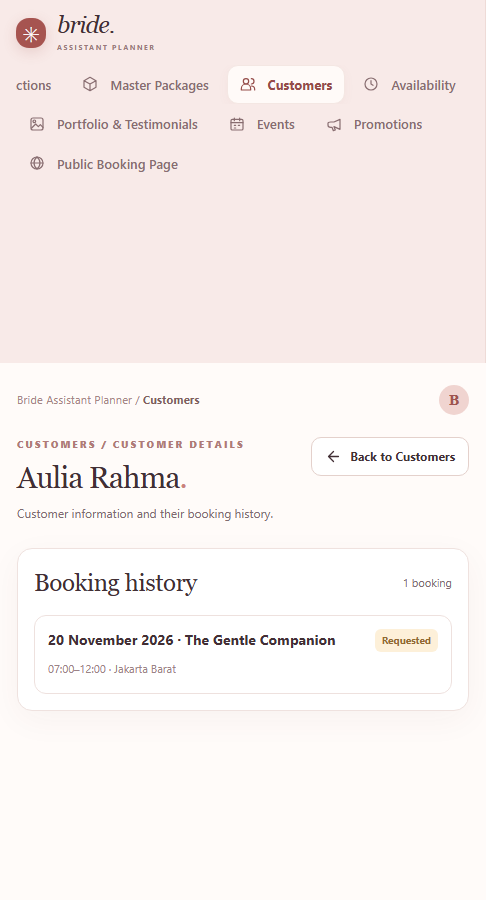 bride.
ASSISTANT PLANNER
ctions
Master Packages
Customers
Availability
Portfolio & Testimonials
Events
Promotions
Public Booking Page
Bride Assistant Planner / Customers
B
CUSTOMERS / CUSTOMER DETAILS
Aulia Rahma.
Back to Customers
Customer information and their booking history.
Booking history
1 booking
20 November 2026 · The Gentle Companion
Requested
07:00–12:00 · Jakarta Barat